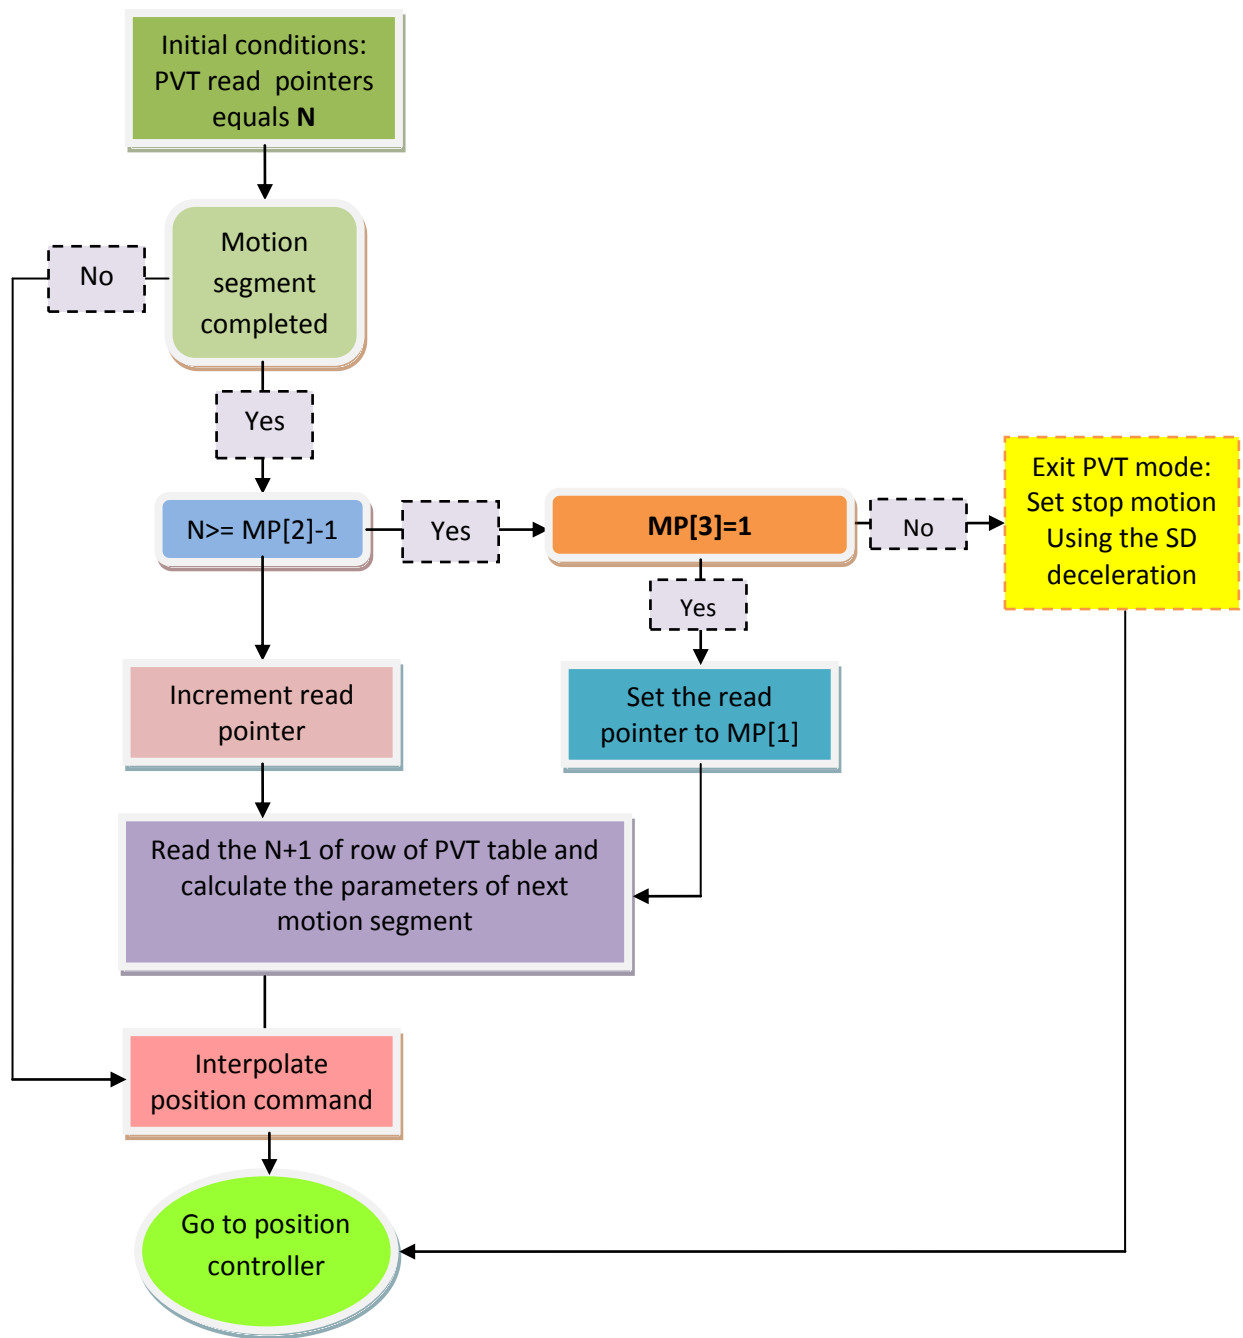 Initial conditions:
PVT read  pointers
equals N
Motion
segment
completed
No
Yes
N>= MP[2]-1
Yes
MP[3]=1
No
Exit PVT mode:
Set stop motion
Using the SD
deceleration
Yes
Increment read
pointer
Set the read
pointer to MP[1]
Read the N+1 of row of PVT table and
calculate the parameters of next
motion segment
Interpolate
position command
Go to position
controller